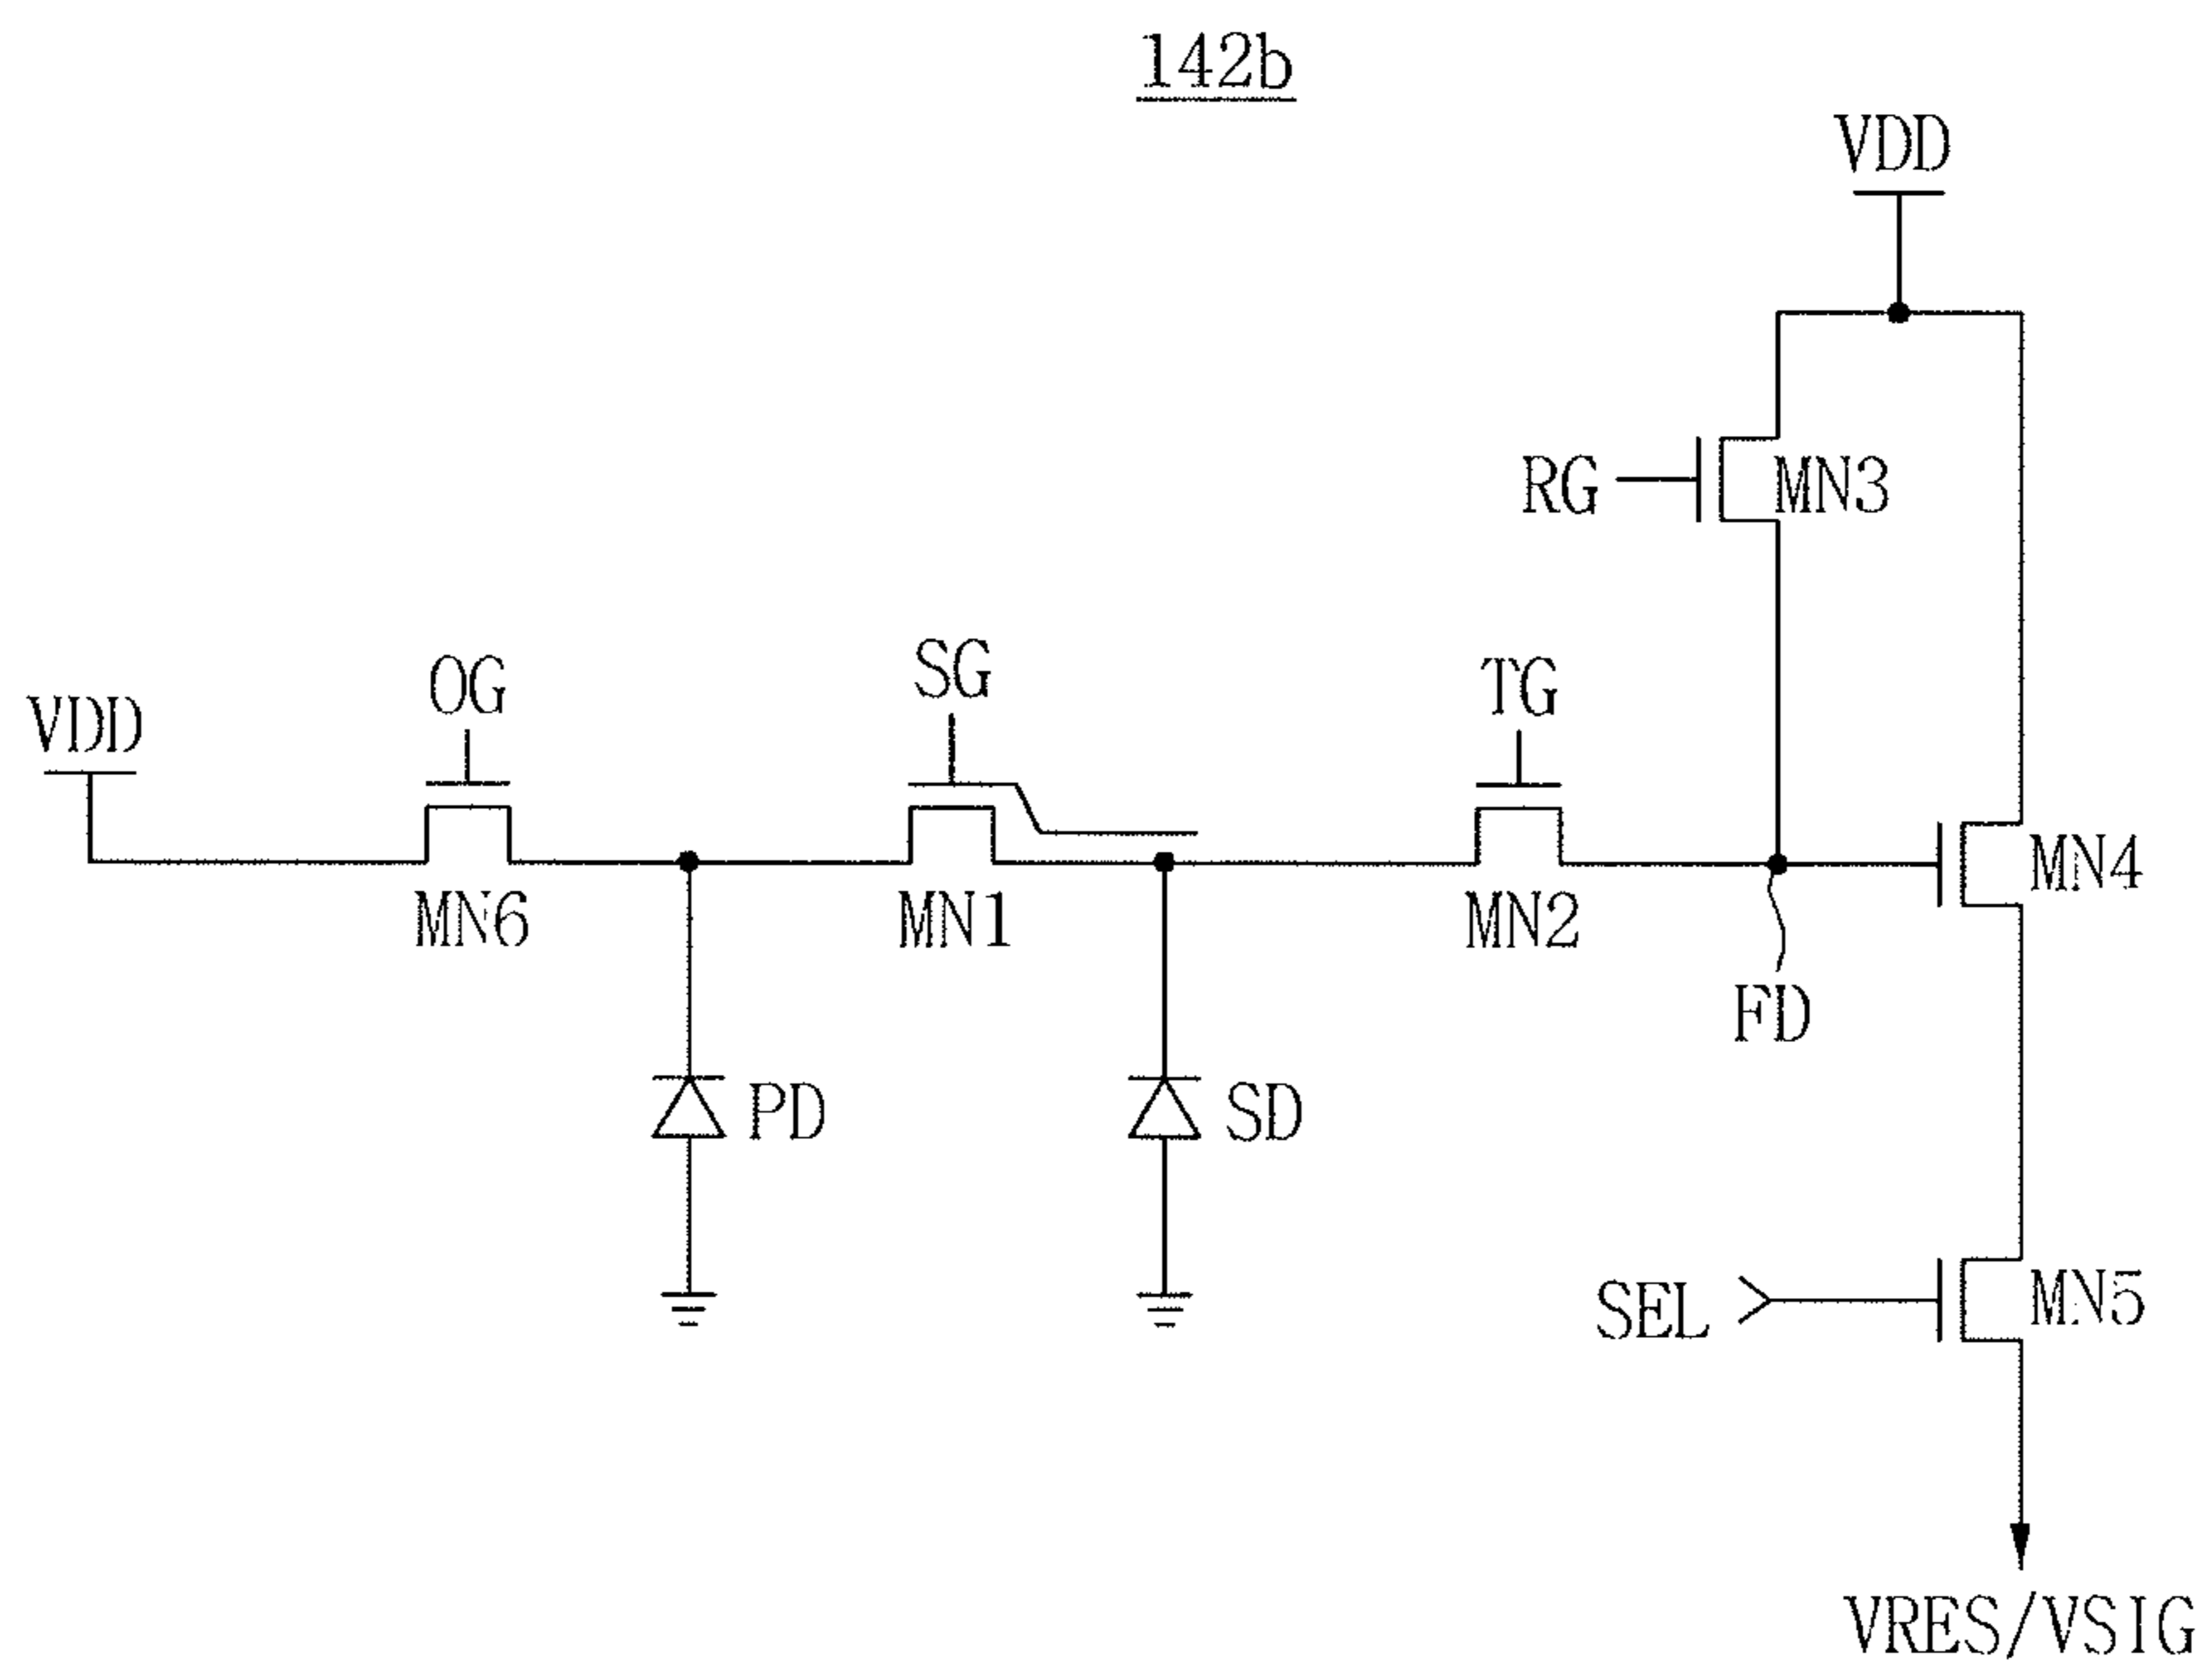 142b
VDD
RG
MN3
VDD
OG
SG
TG
MN6
MN1
MN2
MN4
FD
PD
SD
SEL
MN5
VRES/VSIG